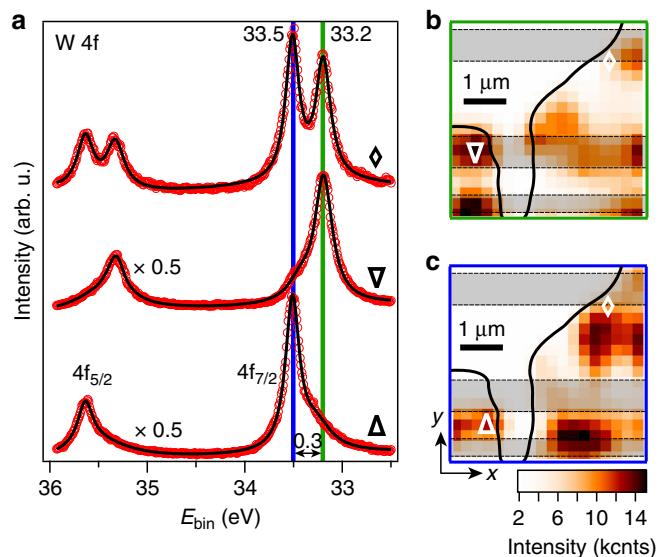 a
W 4f
33.5
33.2
◊
× 0.5
∇
4f5/2
4f7/2
× 0.5
Δ
0.3
36
35
34
33
Ebin (eV)
Intensity (arb. u.)
b
◊
1 μm
∇
c
◊
1 μm
Δ
y
x
2
6
10
14
Intensity (kcnts)